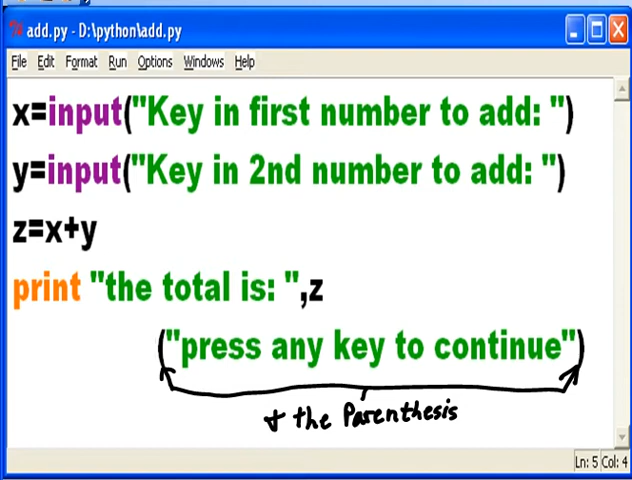 add.py - D:\python\add.py
File Edit Format Run Options Windows Help
x=input("Key in first number to add: ")
y=input("Key in 2nd number to add: ")
z=x+y
print "the total is: ",z
("press any key to continue")
& the Parenthesis
Ln: 5 Col: 4